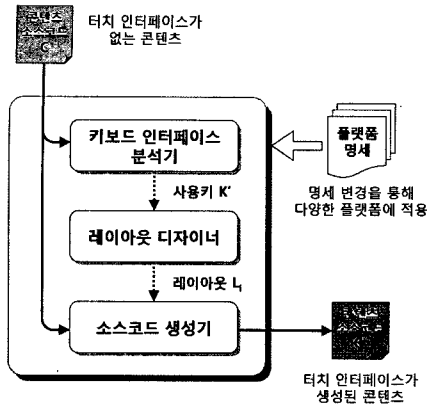 콘텐츠
소스코드
C
터치 인터페이스가
없는 콘텐츠
키보드 인터페이스
분석기
플랫폼
명세
사용키 K'
명세 변경을 통해
다양한 플랫폼에 적용
레이아웃 디자이너
레이아웃 Lᵢ
소스코드 생성기
콘텐츠
소스코드
터치 인터페이스가
생성된 콘텐츠